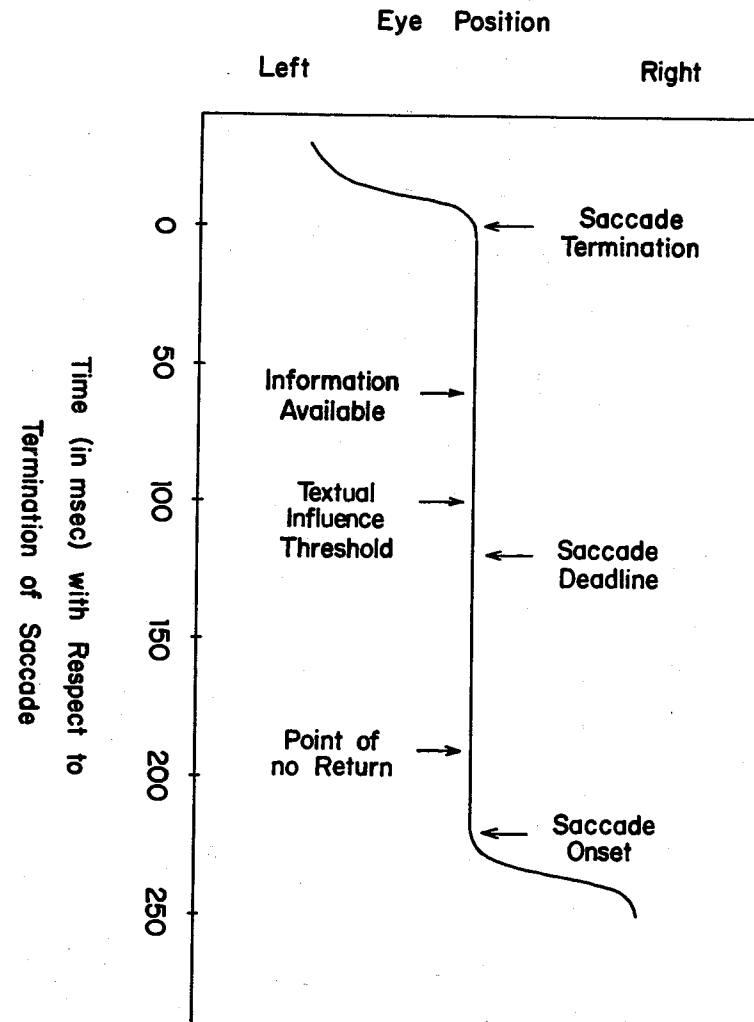 Eye Position
Left
Right
0
Saccade
Termination
50
Information
Available
100
Textual
Influence
Threshold
Saccade
Deadline
150
Point of
no Return
200
Saccade
Onset
250
Time (in msec) with Respect to
Termination of Saccade